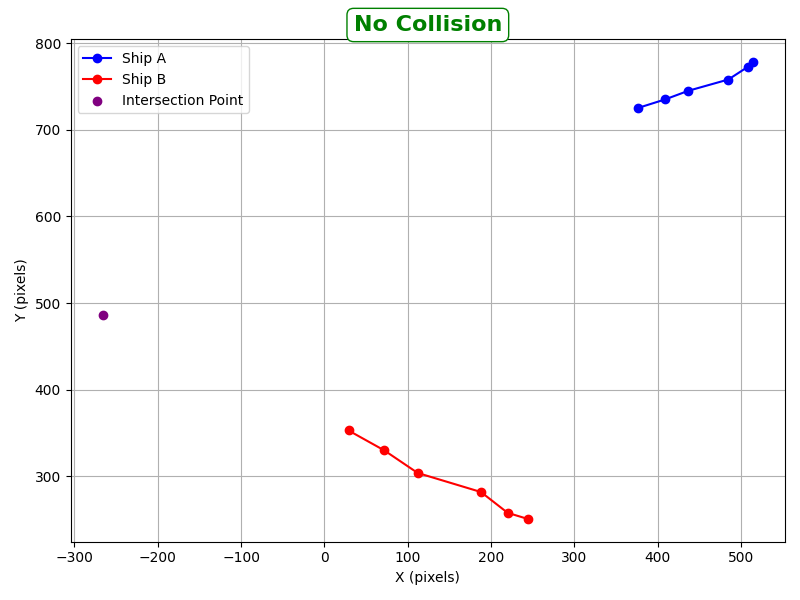 No Collision
Ship A
Ship B
Intersection Point
800
700
600
500
400
300
−300
−200
−100
0
100
200
300
400
500
X (pixels)
Y (pixels)